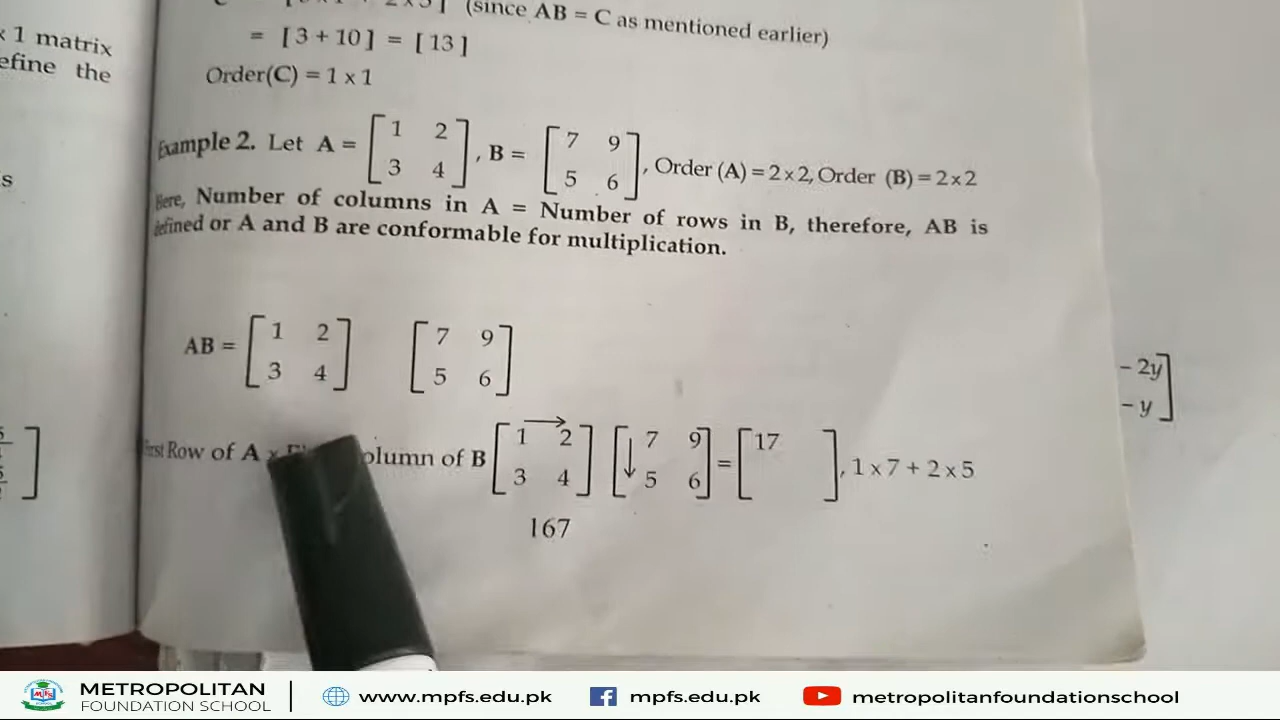 (since AB = C as mentioned earlier)
x 1 matrix
efine the
= [3 + 10] = [13]
Order(C) = 1 x 1
Example 2. Let A = [1 2 3 4], B = [7 9 5 6], Order (A) = 2 x 2, Order (B) = 2 x 2
s
Here, Number of columns in A = Number of rows in B, therefore, AB is
defined or A and B are conformable for multiplication.
AB = [1 2 3 4] [7 9 5 6]
- 2y
- y
First Row of A x olumn of B [1 2 3 4] [7 9 5 6] = [17 ], 1 x 7 + 2 x 5
167
METROPOLITAN
FOUNDATION SCHOOL
www.mpfs.edu.pk
mpfs.edu.pk
metropolitanfoundationschool